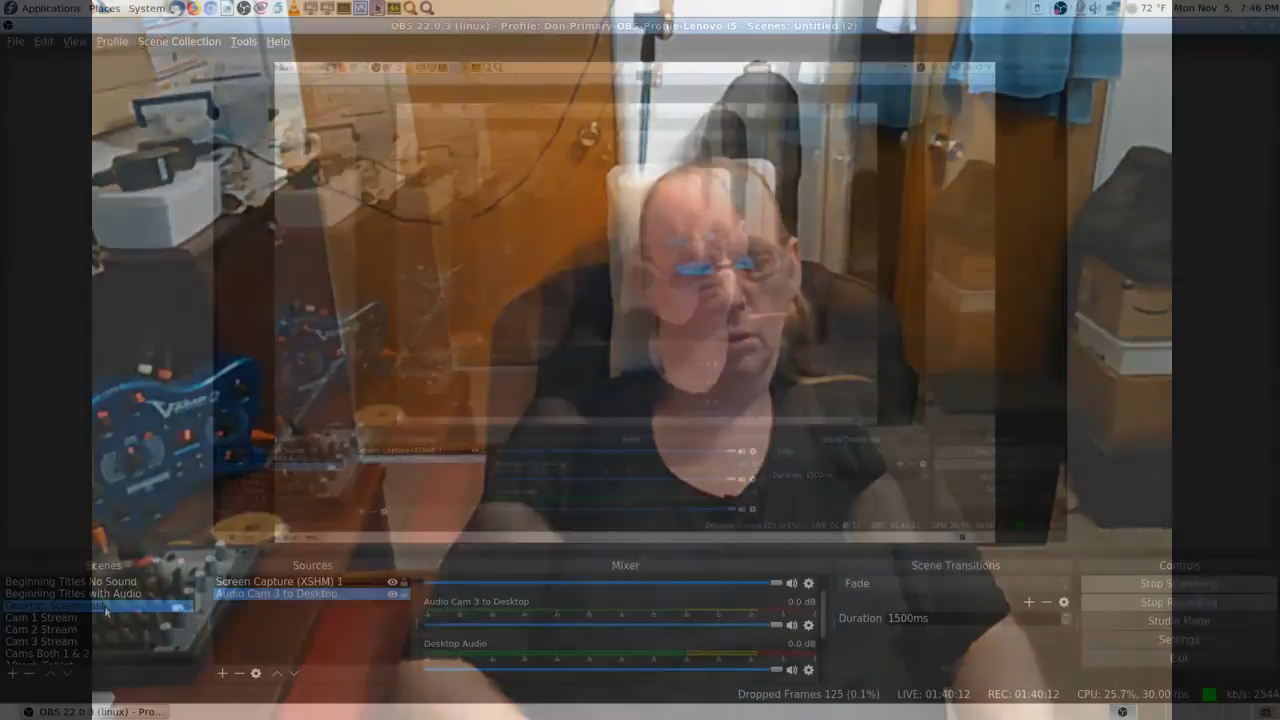 Applications Places System
72 °F Mon Nov 5, 7:46 PM
OBS 22.0.3 (linux) - Profile: Don-Primary-OBS-Profile-Lenovo-I5 - Scenes: Untitled (2)
File Edit View Profile Scene Collection Tools Help
Scenes Sources Mixer Scene Transitions Controls
Beginning Titles No Sound
Beginning Titles with Audio
Cam 1 Stream
Cam 2 Stream
Cam 3 Stream
Cams Both 1 & 2
Screen Capture (XSHM) 1
Audio Cam 3 to Desktop
Audio Cam 3 to Desktop 0.0 dB
Desktop Audio 0.0 dB
Fade
Duration 1500ms
Stop Recording
Studio Mode
Settings
Exit
Duration 1500ms
Dropped Frames 125 (0.1%) LIVE: 01:40:12 REC: 01:40:12 CPU: 25.7%, 30.00 fps kb/s: 2544
OBS 22.0.3 (linux) - Pro...